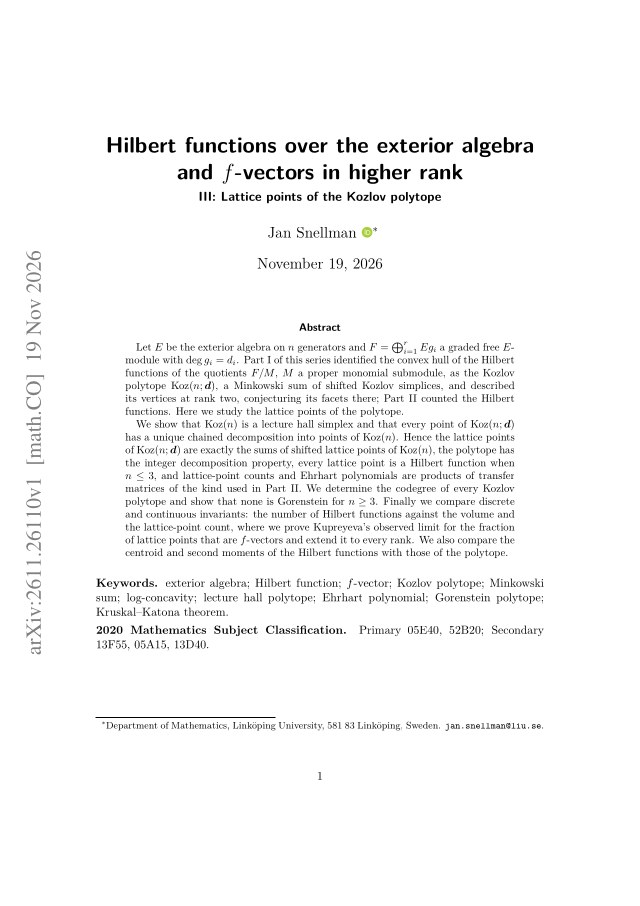 Hilbert functions over the exterior algebra
and f-vectors in higher rank
III: Lattice points of the Kozlov polytope
Jan Snellman *
November 19, 2026
Abstract
Let E be the exterior algebra on n generators and F = ⨁ᵣᵢ₌₁ Egᵢ a graded free E-
module with deg gᵢ = dᵢ. Part I of this series identified the convex hull of the Hilbert
functions of the quotients F/M, M a proper monomial submodule, as the Kozlov
polytope Koz(n; d), a Minkowski sum of shifted Kozlov simplices, and described
its vertices at rank two, conjecturing its facets there; Part II counted the Hilbert
functions. Here we study the lattice points of the polytope.
We show that Koz(n) is a lecture hall simplex and that every point of Koz(n; d)
has a unique chained decomposition into points of Koz(n). Hence the lattice points
of Koz(n; d) are exactly the sums of shifted lattice points of Koz(n), the polytope has
the integer decomposition property, every lattice point is a Hilbert function when
n ≤ 3, and lattice-point counts and Ehrhart polynomials are products of transfer
matrices of the kind used in Part II. We determine the codegree of every Kozlov
polytope and show that none is Gorenstein for n ≥ 3. Finally we compare discrete
and continuous invariants: the number of Hilbert functions against the volume and
the lattice-point count, where we prove Kupreyeva's observed limit for the fraction
of lattice points that are f-vectors and extend it to every rank. We also compare the
centroid and second moments of the Hilbert functions with those of the polytope.
Keywords. exterior algebra; Hilbert function; f-vector; Kozlov polytope; Minkowski
sum; log-concavity; lecture hall polytope; Ehrhart polynomial; Gorenstein polytope;
Kruskal–Katona theorem.
2020 Mathematics Subject Classification. Primary 05E40, 52B20; Secondary
13F55, 05A15, 13D40.
*Department of Mathematics, Linköping University, 581 83 Linköping, Sweden. jan.snellman@liu.se.
1
arXiv:2611.26110v1 [math.CO] 19 Nov 2026